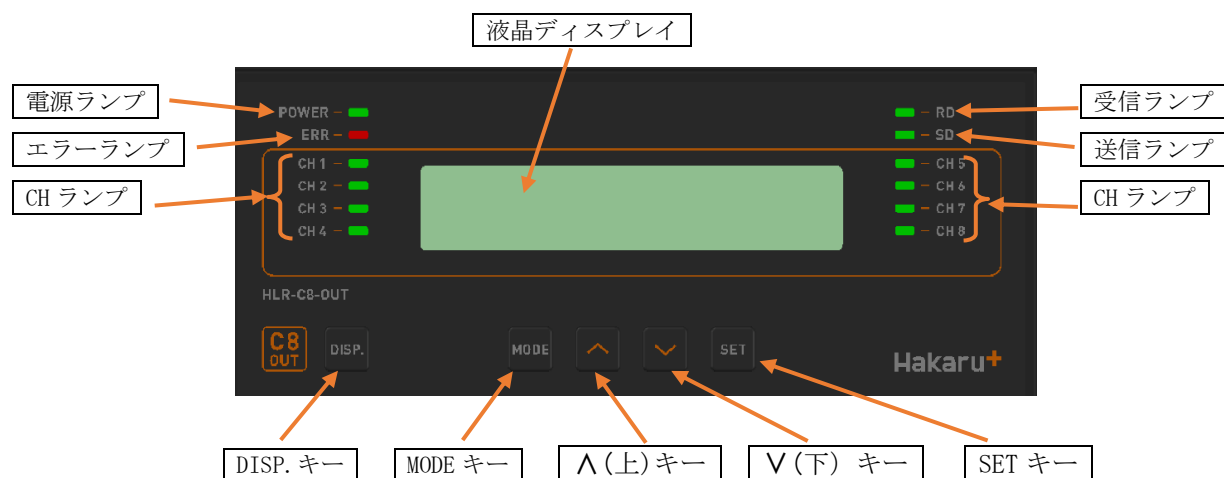 液晶ディスプレイ
電源ランプ
エラーランプ
CH ランプ
受信ランプ
送信ランプ
CH ランプ
POWER
ERR
CH 1
CH 2
CH 3
CH 4
RD
SD
CH 5
CH 6
CH 7
CH 8
HLR-C8-OUT
C8
OUT
DISP.
MODE
SET
Hakaru+
DISP. キー
MODE キー
∧(上)キー
∨(下) キー
SET キー